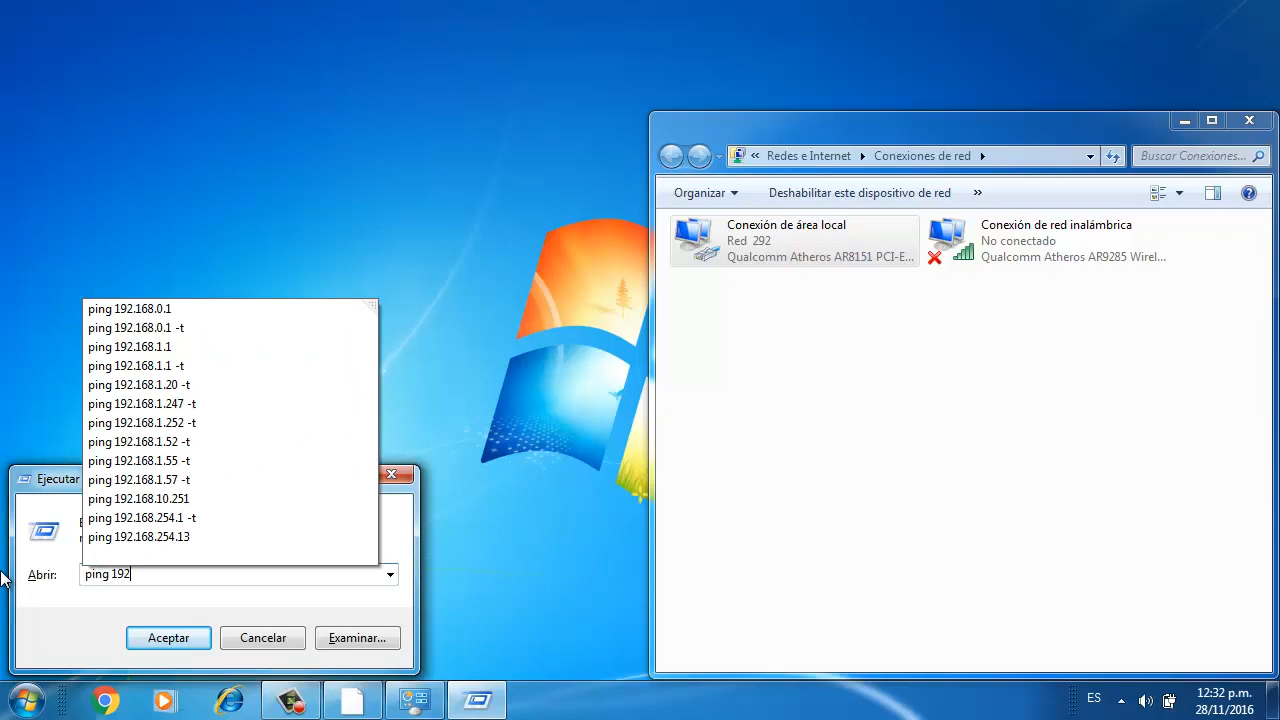 « Redes e Internet Conexiones de red
Buscar Conexiones...
Organizar Deshabilitar este dispositivo de red »
Conexión de área local
Red 292
Qualcomm Atheros AR8151 PCI-E...
Conexión de red inalámbrica
No conectado
Qualcomm Atheros AR9285 Wirel...
ping 192.168.0.1
ping 192.168.0.1 -t
ping 192.168.1.1
ping 192.168.1.1 -t
ping 192.168.1.20 -t
ping 192.168.1.247 -t
ping 192.168.1.252 -t
ping 192.168.1.52 -t
ping 192.168.1.55 -t
ping 192.168.1.57 -t
ping 192.168.10.251
ping 192.168.254.1 -t
ping 192.168.254.13
Ejecutar
Abrir: ping 192
Aceptar Cancelar Examinar...
ES
12:32 p.m.
28/11/2016